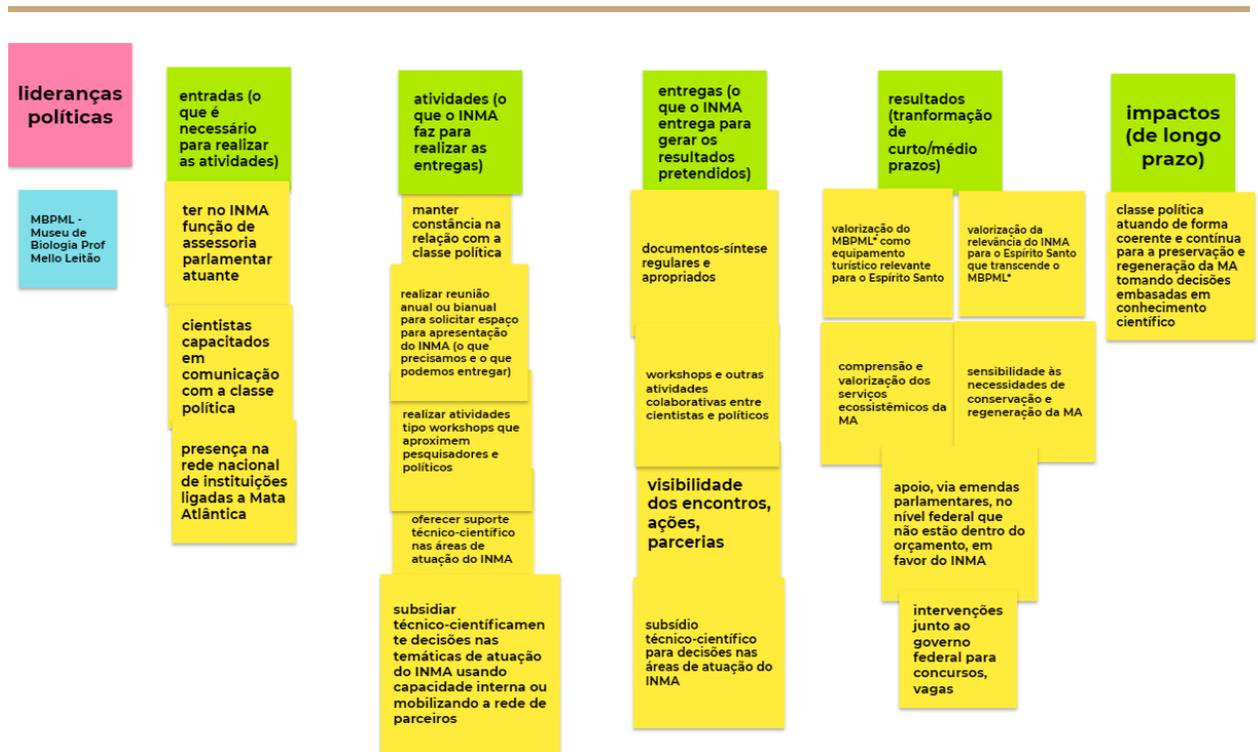 lideranças
políticas
MBPML -
Museu de
Biologia Prof
Mello Leitão
entradas (o
que é
necessário
para realizar
as atividades)
ter no INMA
função de
assessoria
parlamentar
atuante
cientistas
capacitados
em
comunicação
com a classe
política
presença na
rede nacional
de instituições
ligadas a Mata
Atlântica
atividades (o
que o INMA
faz para
realizar as
entregas)
manter
constância na
relação com a
classe política
realizar reunião
anual ou bianual
para solicitar espaço
para apresentação
do INMA (o que
precisamos e o que
podemos entregar)
realizar atividades
tipo workshops que
aproximem
pesquisadores e
políticos
oferecer suporte
técnico-científico
nas áreas de
atuação do INMA
subsidiar
técnico-científicamen
te decisões nas
temáticas de atuação
do INMA usando
capacidade interna ou
mobilizando a rede de
parceiros
entregas (o
que o INMA
entrega para
gerar os
resultados
pretendidos)
documentos-síntese
regulares e
apropriados
workshops e outras
atividades
colaborativas entre
cientistas e políticos
visibilidade
dos encontros,
ações,
parcerias
subsídio
técnico-científico
para decisões nas
áreas de atuação do
INMA
resultados
(tranformação
de
curto/médio
prazos)
valorização do
MBPML* como
equipamento
turístico relevante
para o Espírito Santo
valorização da
relevância do INMA
para o Espírito Santo
que transcende o
MBPML*
comprensão e
valorização dos
serviços
ecossistêmicos da
MA
sensibilidade às
necessidades de
conservação e
regeneração da MA
apoio, via emendas
parlamentares, no
nível federal que
não estão dentro do
orçamento, em
favor do INMA
intervenções
junto ao
governo
federal para
concursos,
vagas
impactos
(de longo
prazo)
classe política
atuando de forma
coerente e contínua
para a preservação e
regeneração da MA
tomando decisões
embasadas em
conhecimento
científico